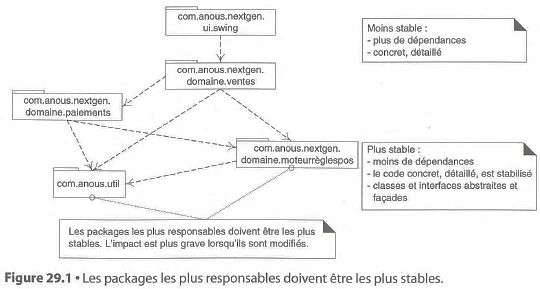 com.anous.nextgen.
ui.swing
Moins stable :
- plus de dépendances
- concret, détaillé
com.anous.nextgen.
domaine.ventes
com.anous.nextgen.
domaine.paiements
com.anous.nextgen.
domaine.moteurrèglespos
Plus stable :
- moins de dépendances
- le code concret, détaillé, est stabilisé
- classes et interfaces abstraites et
façades
com.anous.util
Les packages les plus responsables doivent être les plus
stables. L'impact est plus grave lorsqu'ils sont modifiés.
Figure 29.1 • Les packages les plus responsables doivent être les plus stables.